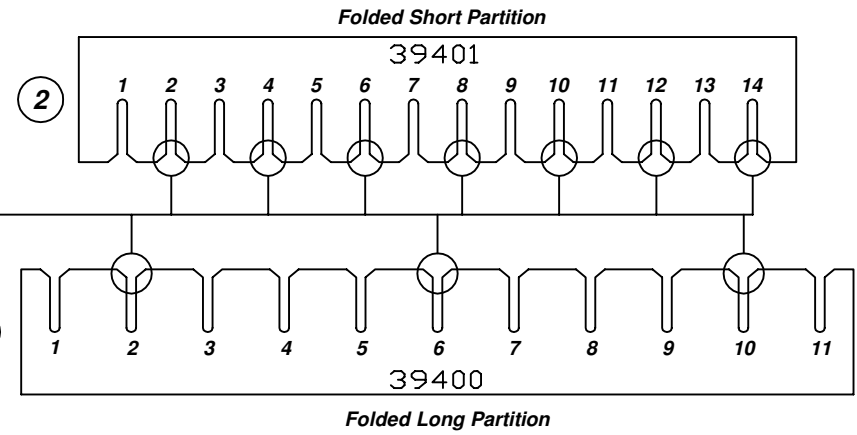 Folded Short Partition
39401
1 2 3 4 5 6 7 8 9 10 11 12 13 14
2
1 2 3 4 5 6 7 8 9 10 11
39400
Folded Long Partition